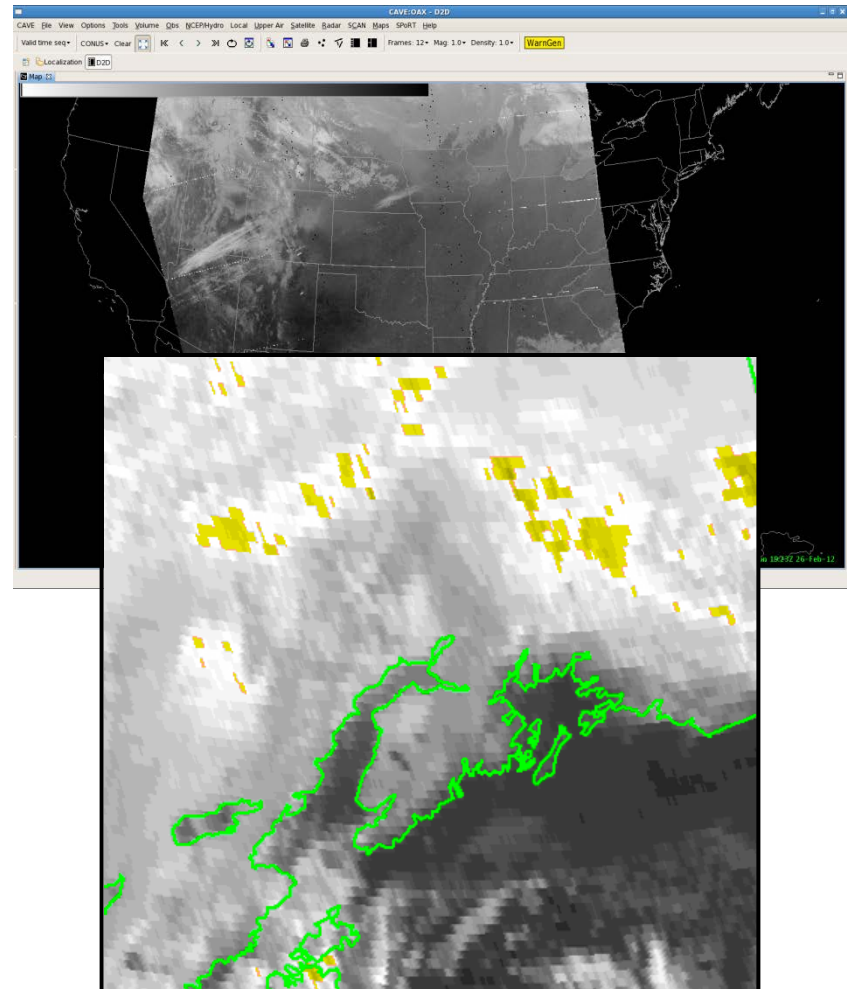 CAVE:OAX - D2D
CAVE File View Options Tools Volume Obs NCEP/Hydro Local Upper Air Satellite Radar SCAN Maps SPoRT Help
Valid time seq CONUS Clear Frames: 12 Mag: 1.0 Density: 1.0 WarnGen
Localization D2D
Map
26-Feb-12